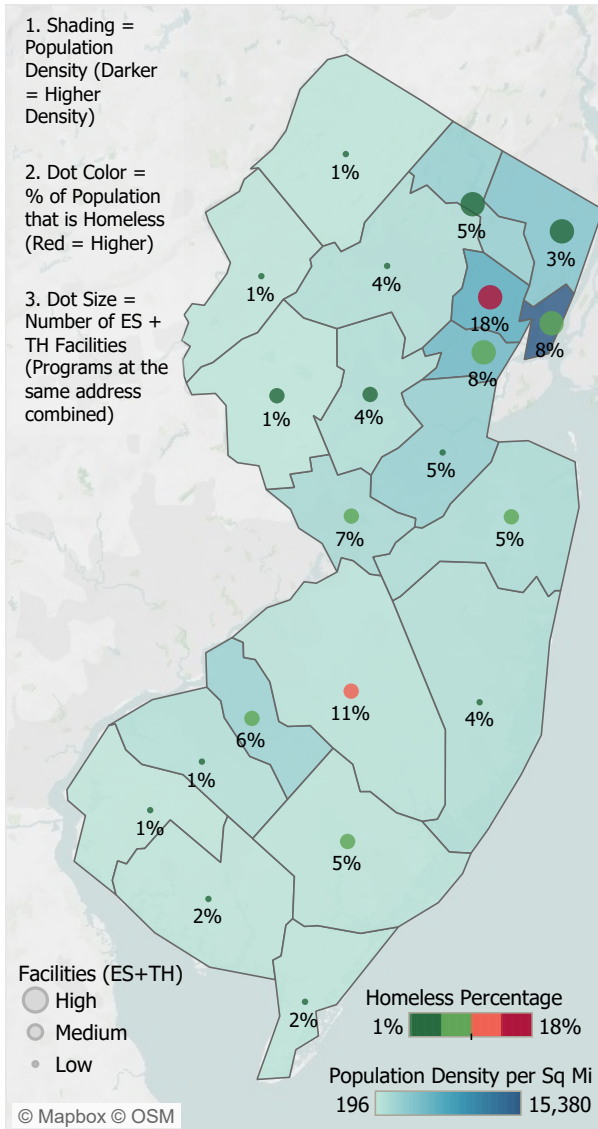 1. Shading =
Population
Density (Darker
= Higher
Density)
2. Dot Color =
% of Population
that is Homeless
(Red = Higher)
3. Dot Size =
Number of ES +
TH Facilities
(Programs at the
same address
combined)
1%
5%
3%
1%
4%
18%
8%
8%
1%
4%
5%
7%
5%
11%
4%
6%
1%
1%
5%
2%
2%
Facilities (ES+TH)
High
Medium
Low
Homeless Percentage
1% 18%
Population Density per Sq Mi
196 15,380
© Mapbox © OSM